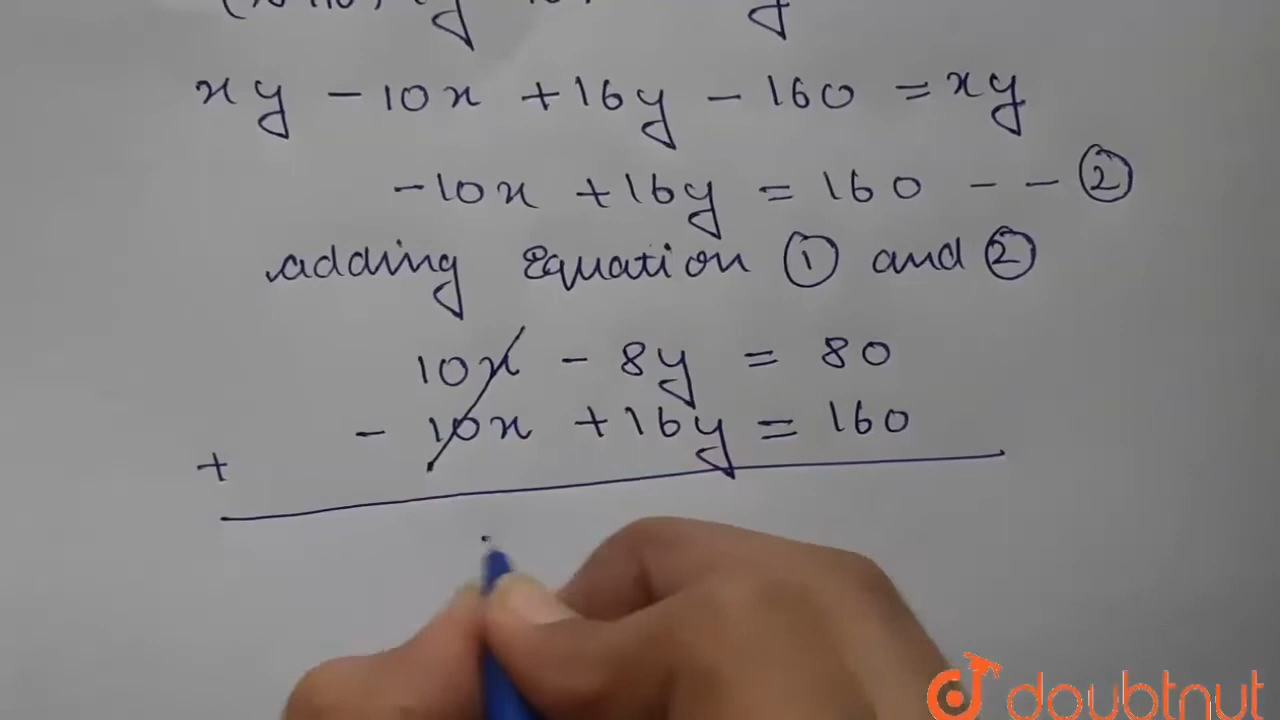 xy - 10x + 16y - 160 = xy
-10x + 16y = 160 - - ②
adding Equation ① and ②
10x - 8y = 80
- 10x + 16y = 160
+
doubtnut